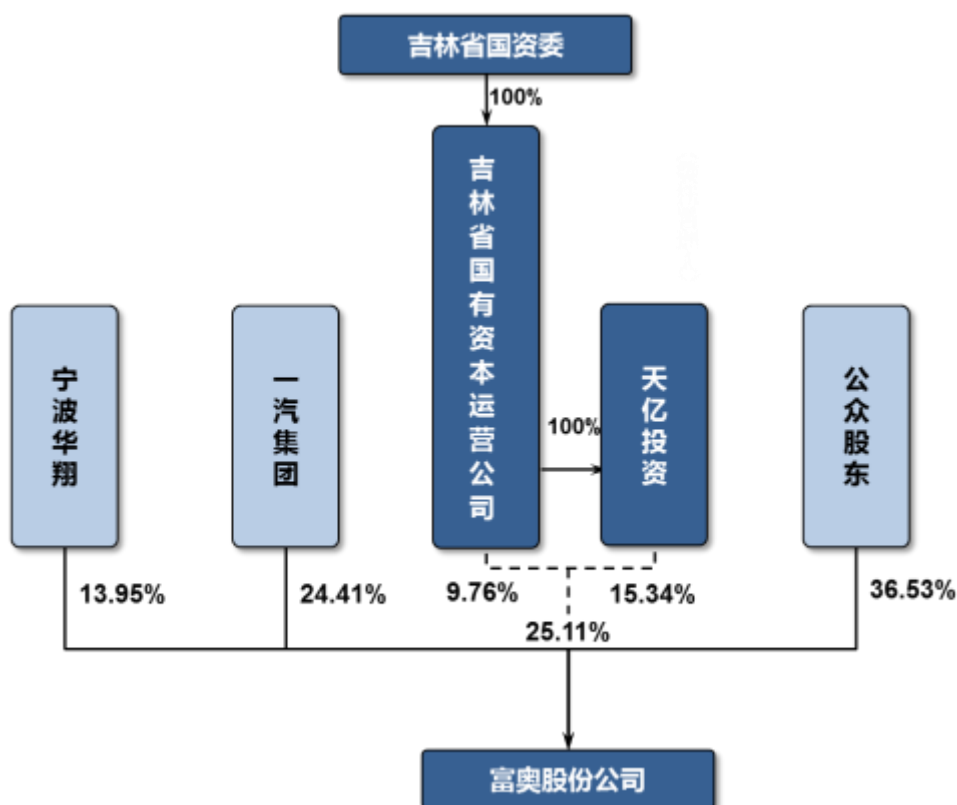 吉林省国资委
100%
吉林省国有资本运营公司
宁波华翔
一汽集团
100%
天亿投资
公众股东
13.95%
24.41%
9.76%
15.34%
36.53%
25.11%
富奥股份公司